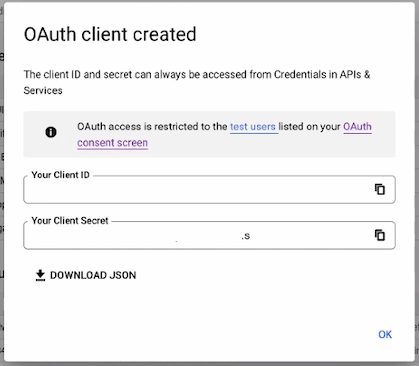 OAuth client created
The client ID and secret can always be accessed from Credentials in APIs &
Services
OAuth access is restricted to the test users listed on your OAuth
consent screen
Your Client ID
Your Client Secret
.s
DOWNLOAD JSON
OK